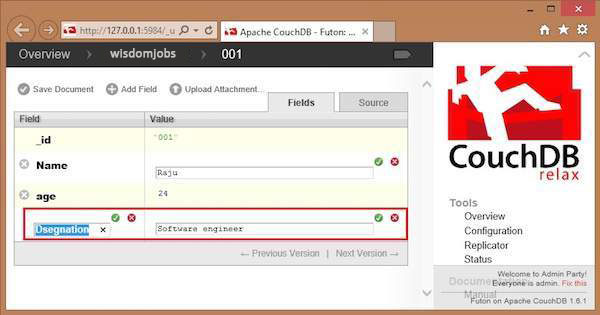 http://127.0.0.1:5984/_u
Apache CouchDB - Futon: ...
Overview
wisdomjobs
001
Save Document
Add Field
Upload Attachment...
Fields
Source
Field
Value
_id
"001"
Name
Raju
age
24
Dsegnation
Software engineer
← Previous Version | Next Version →
CouchDB
relax
Tools
Overview
Configuration
Replicator
Status
Documentation
Manual
Welcome to Admin Party!
Everyone is admin. Fix this
Futon on Apache CouchDB 1.6.1